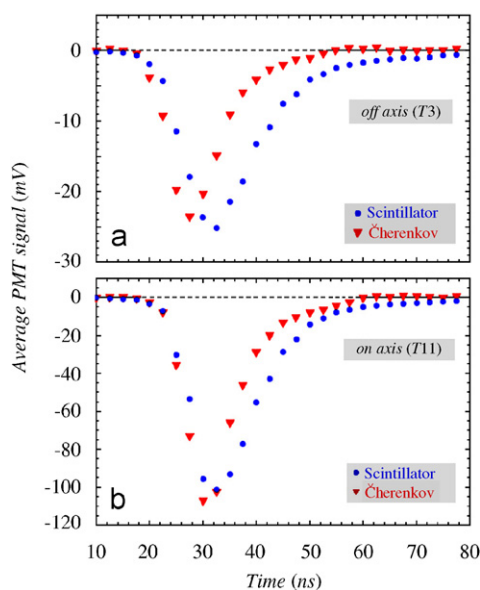 0
-10
-20
-30
off axis (T3)
Scintillator
Čherenkov
a
Average PMT signal (mV)
0
-20
-40
-60
-80
-100
-120
on axis (T11)
Scintillator
Čherenkov
b
10 20 30 40 50 60 70 80
Time (ns)